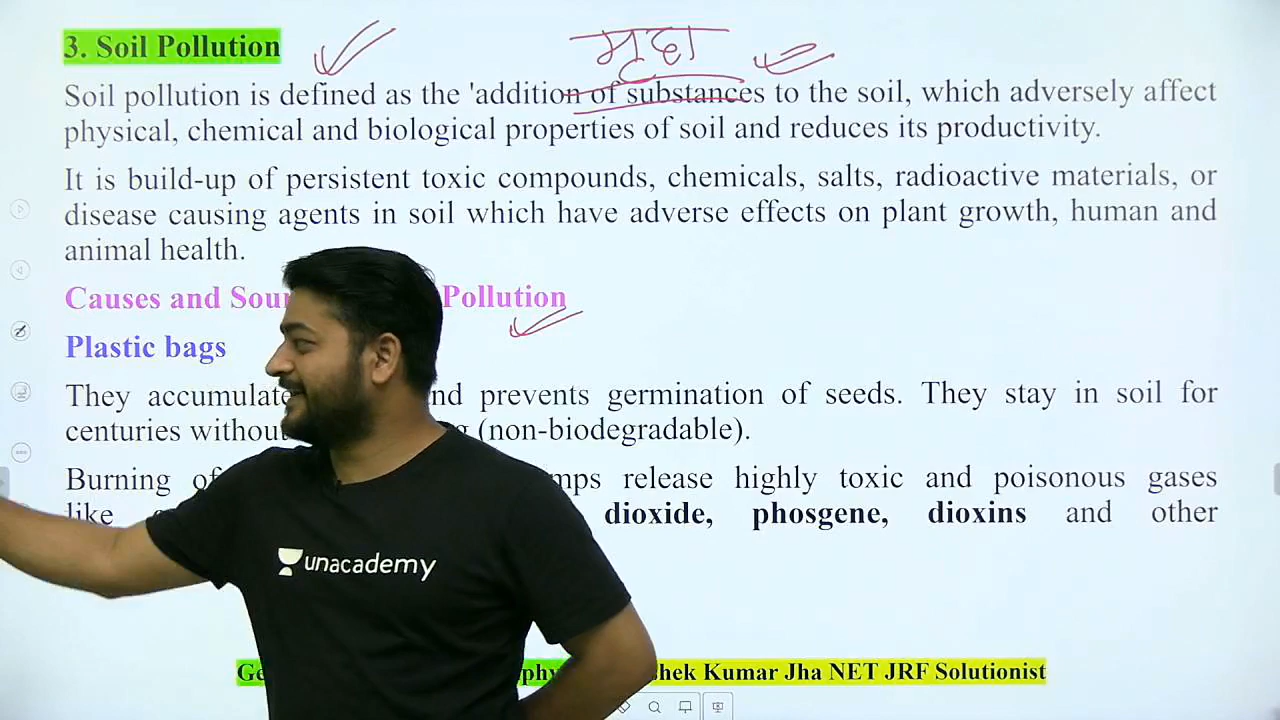 3. Soil Pollution
मृदा
Soil pollution is defined as the 'addition of substances to the soil, which adversely affect
physical, chemical and biological properties of soil and reduces its productivity.
It is build-up of persistent toxic compounds, chemicals, salts, radioactive materials, or
disease causing agents in soil which have adverse effects on plant growth, human and
animal health.
Causes and Pollution
Plastic bags
They accumulate prevents germination of seeds. They stay in soil for
centuries without (non-biodegradable).
Burning release highly toxic and poisonous gases
like dioxide, phosgene, dioxins and other
unacademy
Kumar Jha NET JRF Solutionist